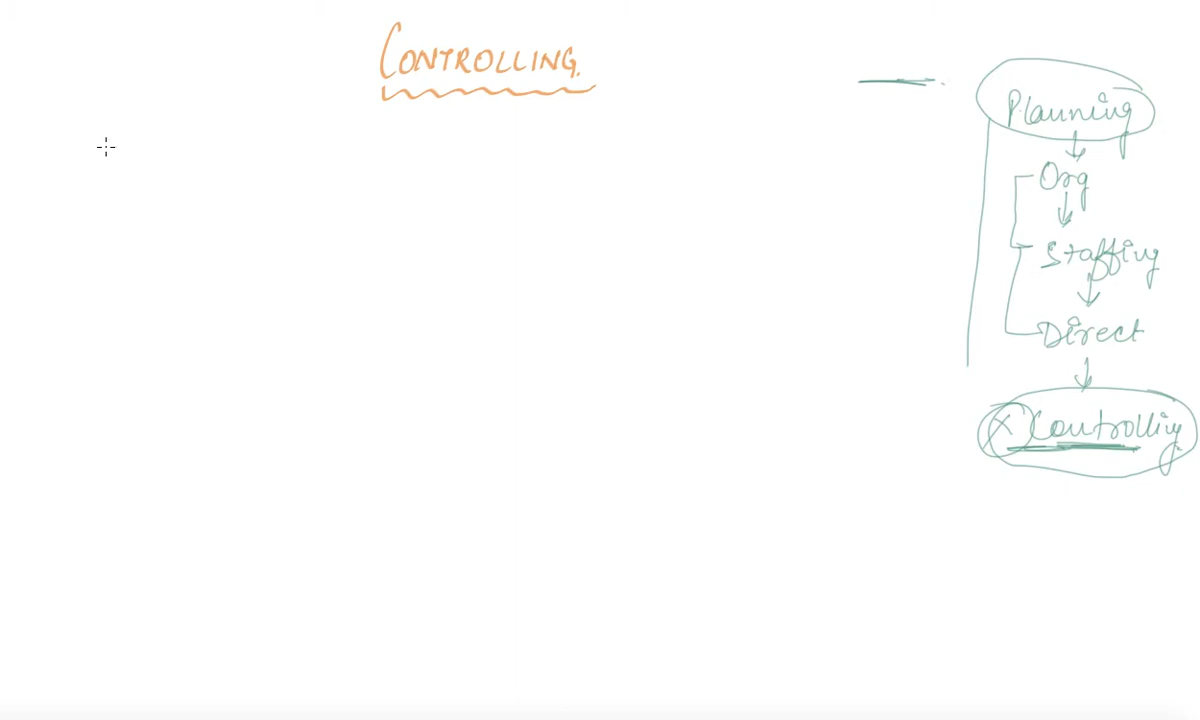 CONTROLLING.
Planning
Org
Staffing
Direct
X Controlling